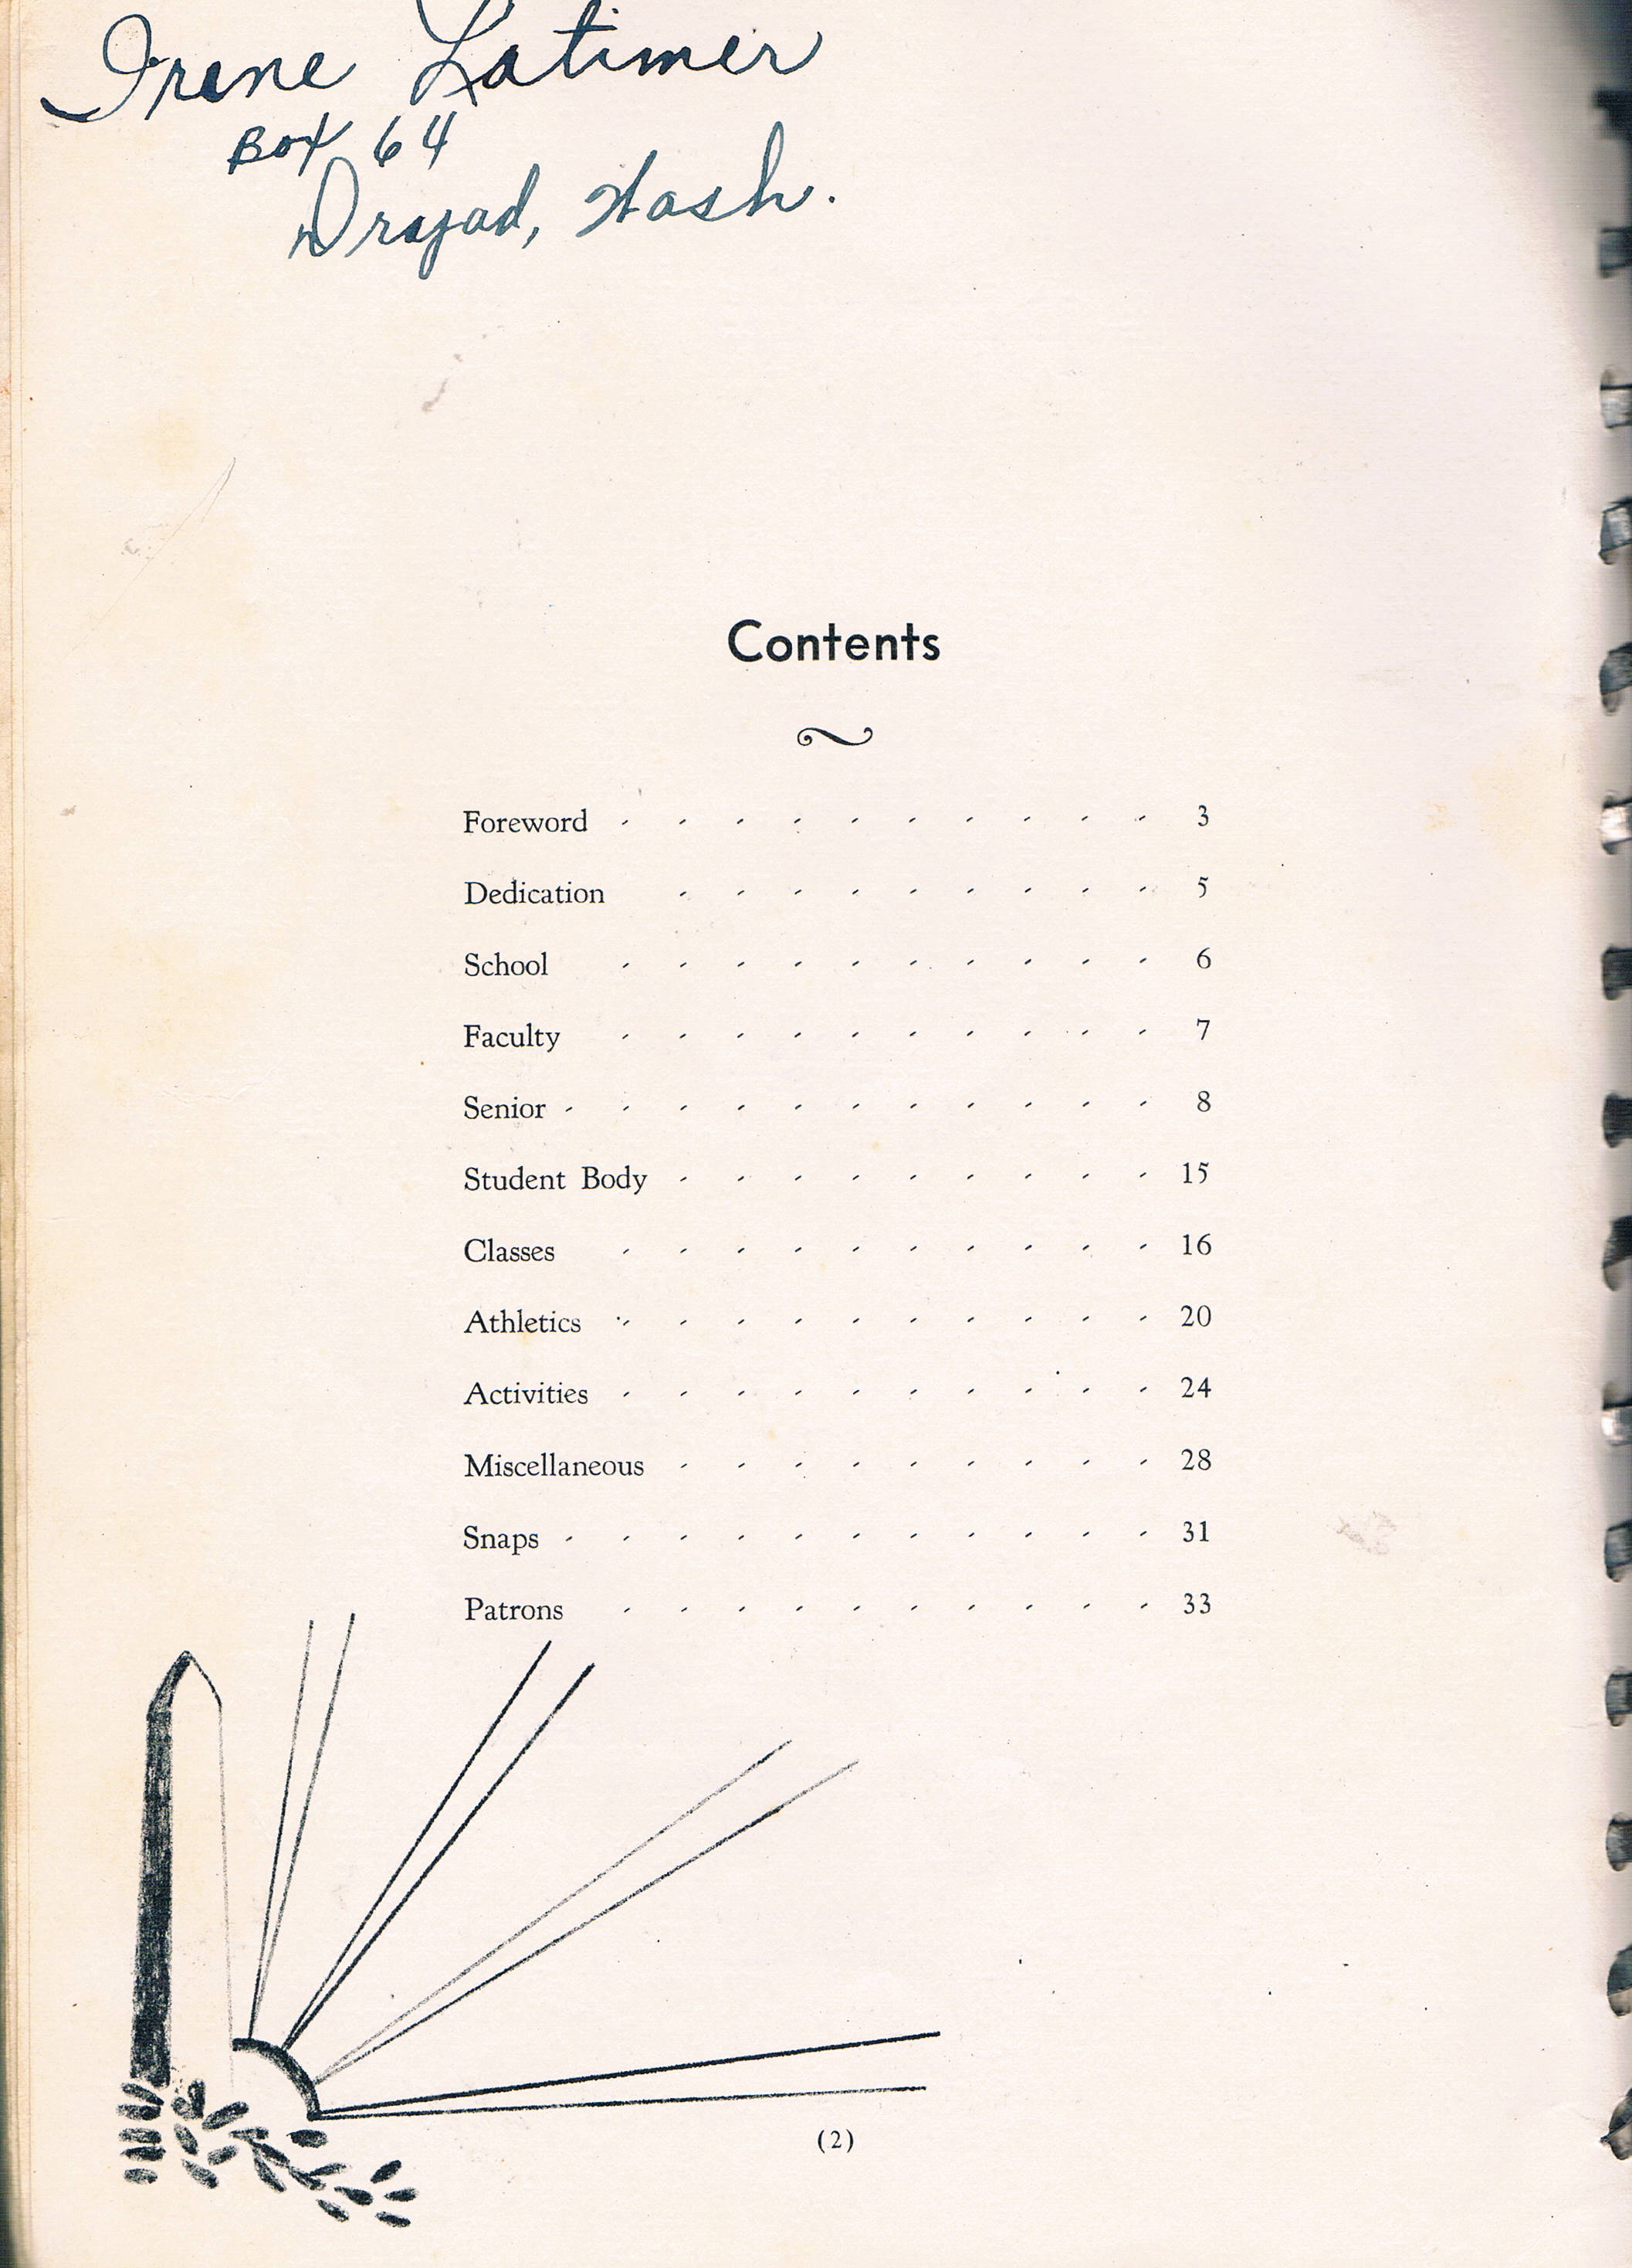 Irene Latimer
Box 64
Dryad, Wash.
Contents
Foreword 3
Dedication 5
School 6
Faculty 7
Senior 8
Student Body 15
Classes 16
Athletics 20
Activities 24
Miscellaneous 28
Snaps 31
Patrons 33
(2)